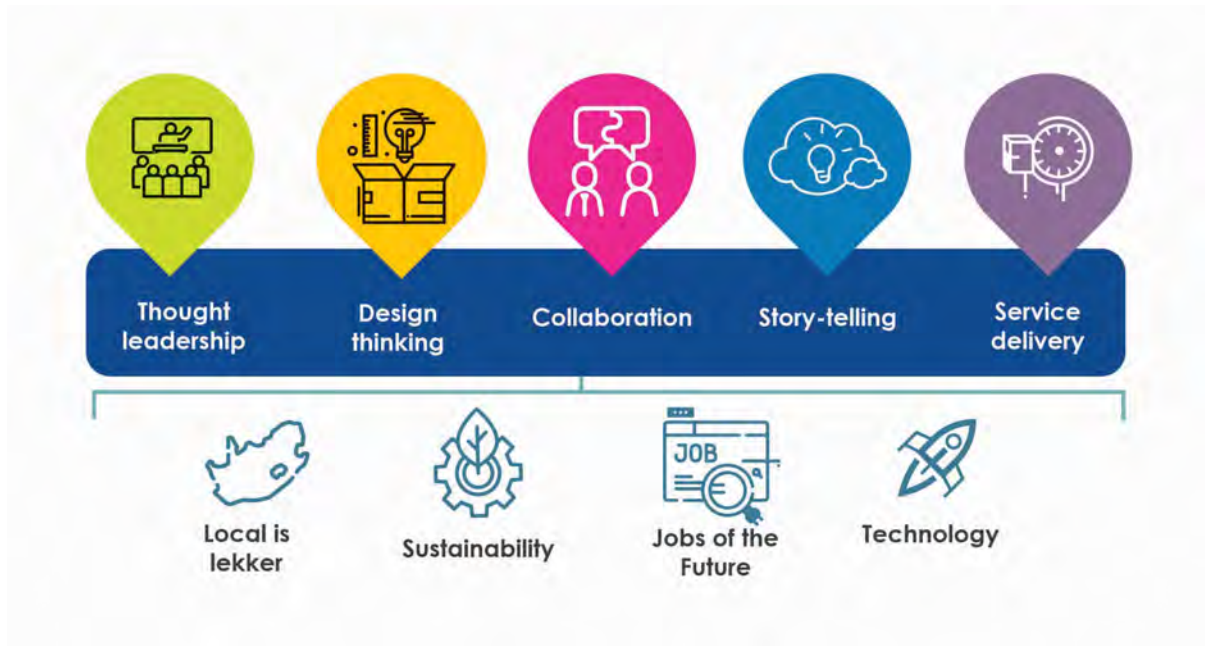 Thought
leadership
Design
thinking
Collaboration
Story-telling
Service
delivery
JOB
Local is
lekker
Sustainability
Jobs of the
Future
Technology